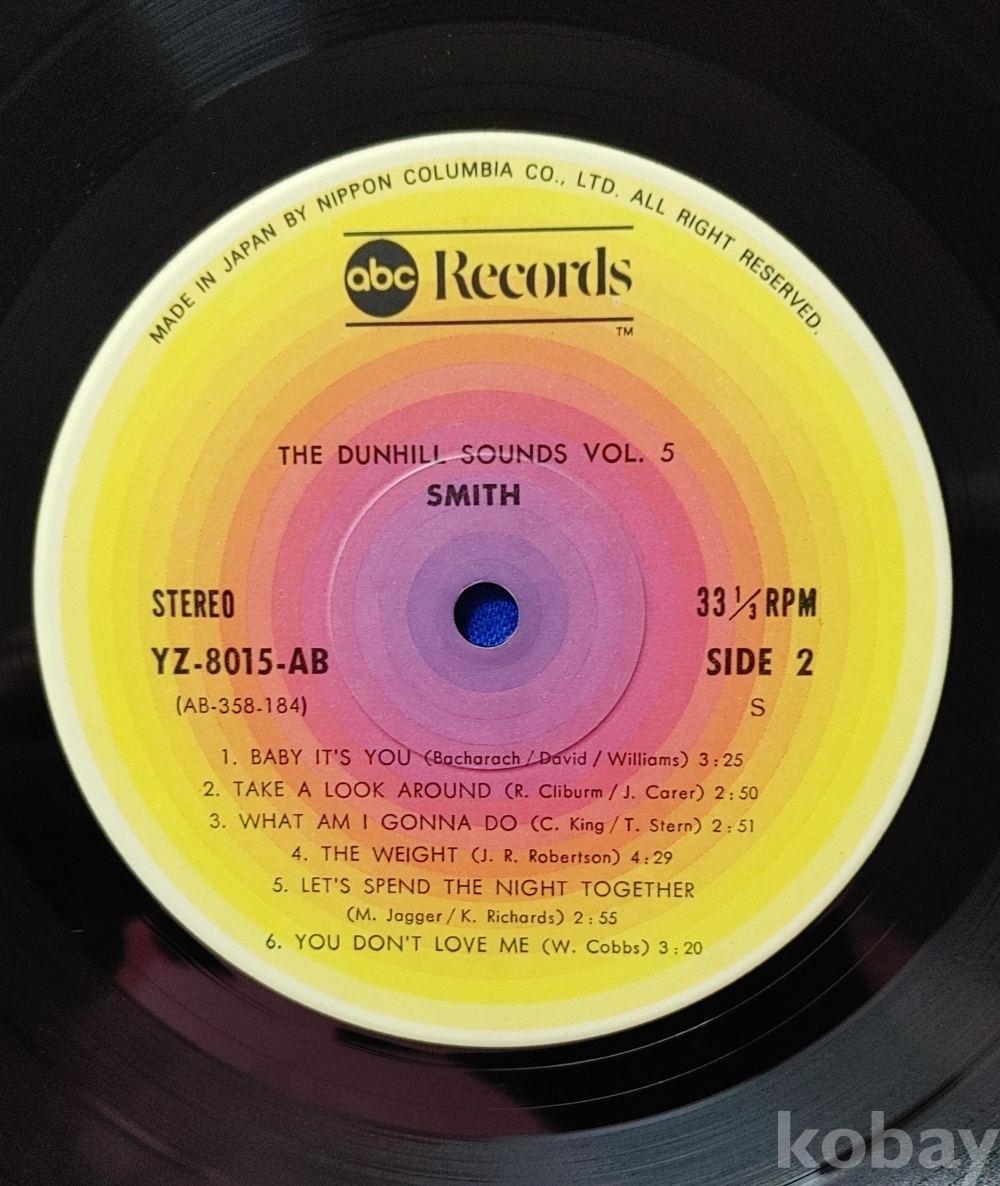 MADE IN JAPAN BY NIPPON COLUMBIA CO., LTD. ALL RIGHT RESERVED.
abc Records
TM
THE DUNHILL SOUNDS VOL. 5
SMITH
STEREO 33 1/3 RPM
YZ-8015-AB SIDE 2
(AB-358-184) S
1. BABY IT'S YOU (Bacharach / David / Williams) 3:25
2. TAKE A LOOK AROUND (R. Cliburm / J. Carer) 2:50
3. WHAT AM I GONNA DO (C. King / T. Stern) 2:51
4. THE WEIGHT (J. R. Robertson) 4:29
5. LET'S SPEND THE NIGHT TOGETHER
(M. Jagger / K. Richards) 2:55
6. YOU DON'T LOVE ME (W. Cobbs) 3:20
kobay